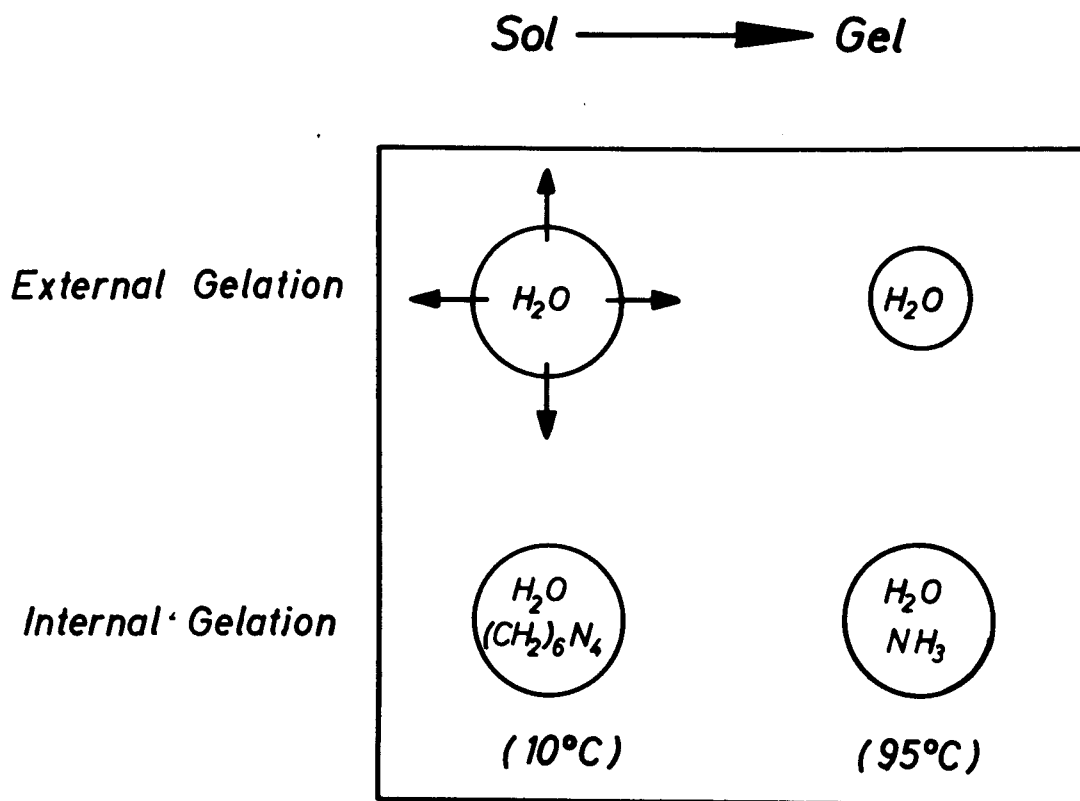 Sol → Gel
External Gelation
H₂O
H₂O
Internal Gelation
H₂O
(CH₂)₆N₄
H₂O
NH₃
(10°C)
(95°C)